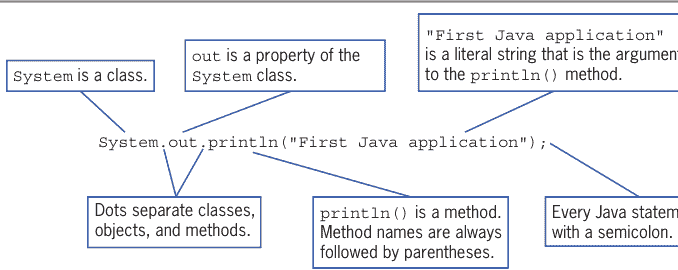 System is a class.
out is a property of the
System class.
"First Java application"
is a literal string that is the
to the println() method.
System.out.println("First Java application");
Dots separate classes,
objects, and methods.
println() is a method.
Method names are always
followed by parentheses.
Every Java
with a semicolon.